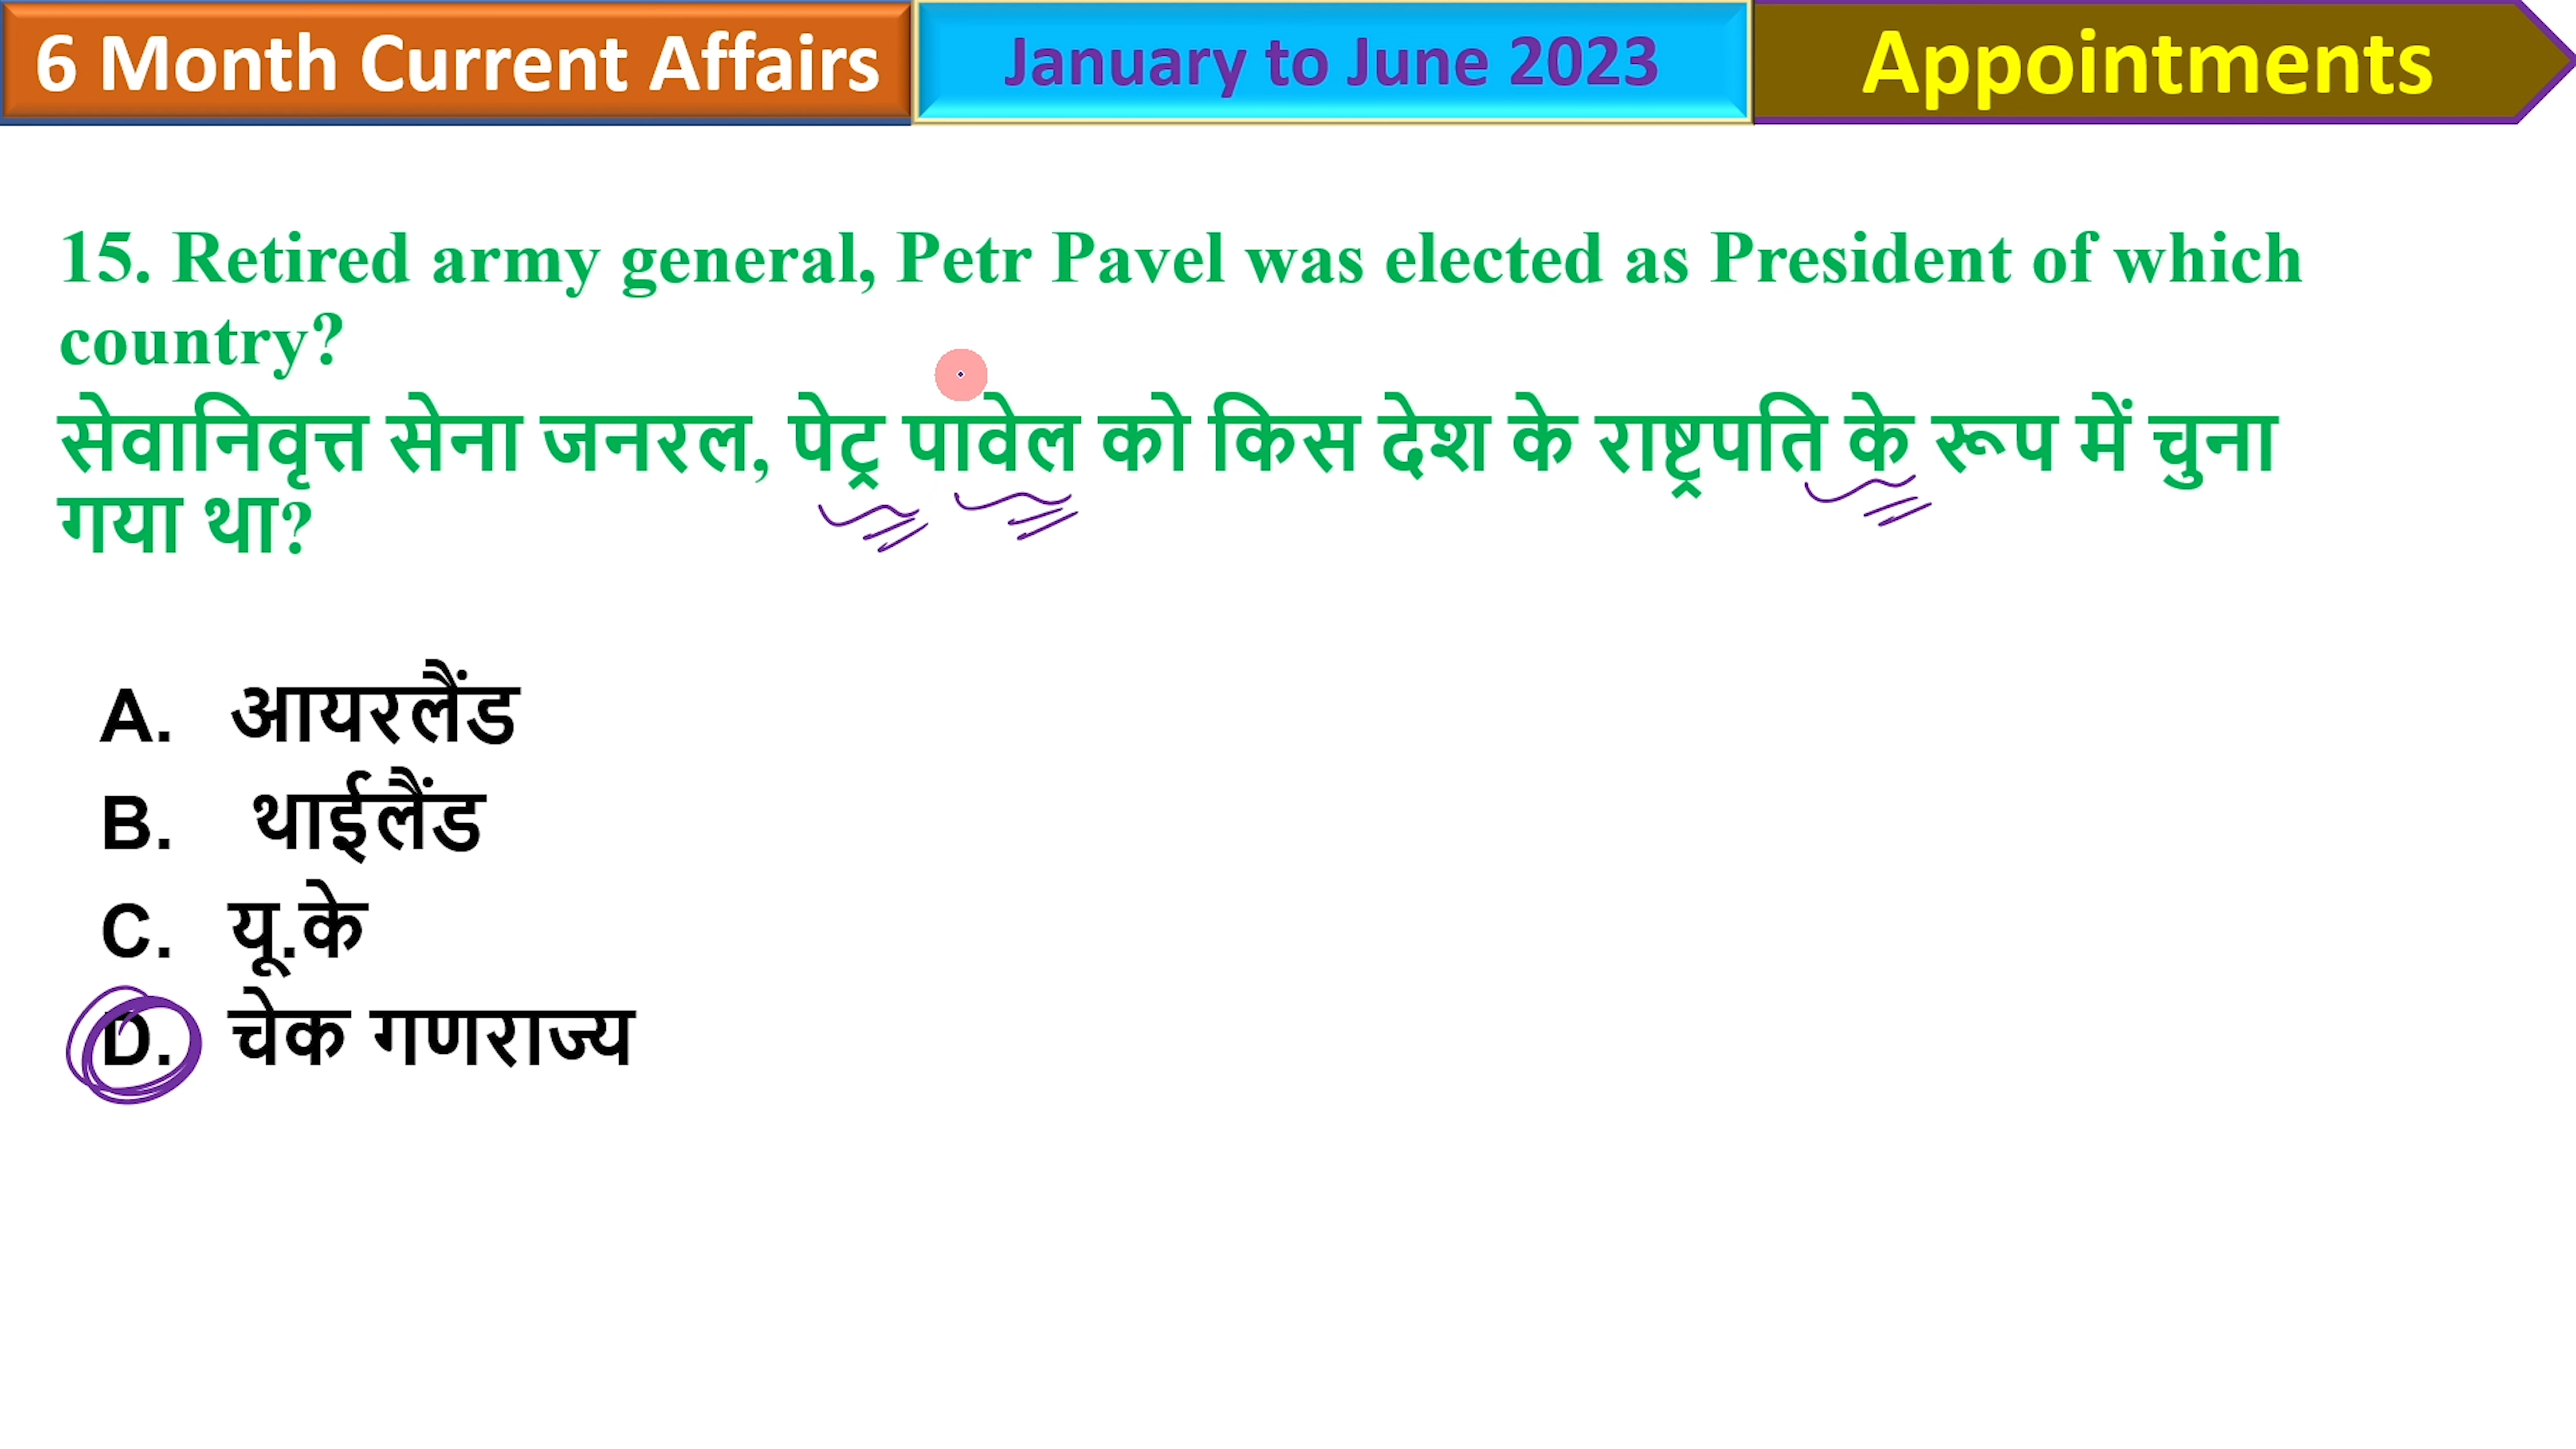 6 Month Current Affairs
January to June 2023
Appointments
15. Retired army general, Petr Pavel was elected as President of which
country?
सेवानिवृत्त सेना जनरल, पेट्र पावेल को किस देश के राष्ट्रपति के रूप में चुना
गया था?
A. आयरलैंड
B. थाईलैंड
C. यू.के
D. चेक गणराज्य